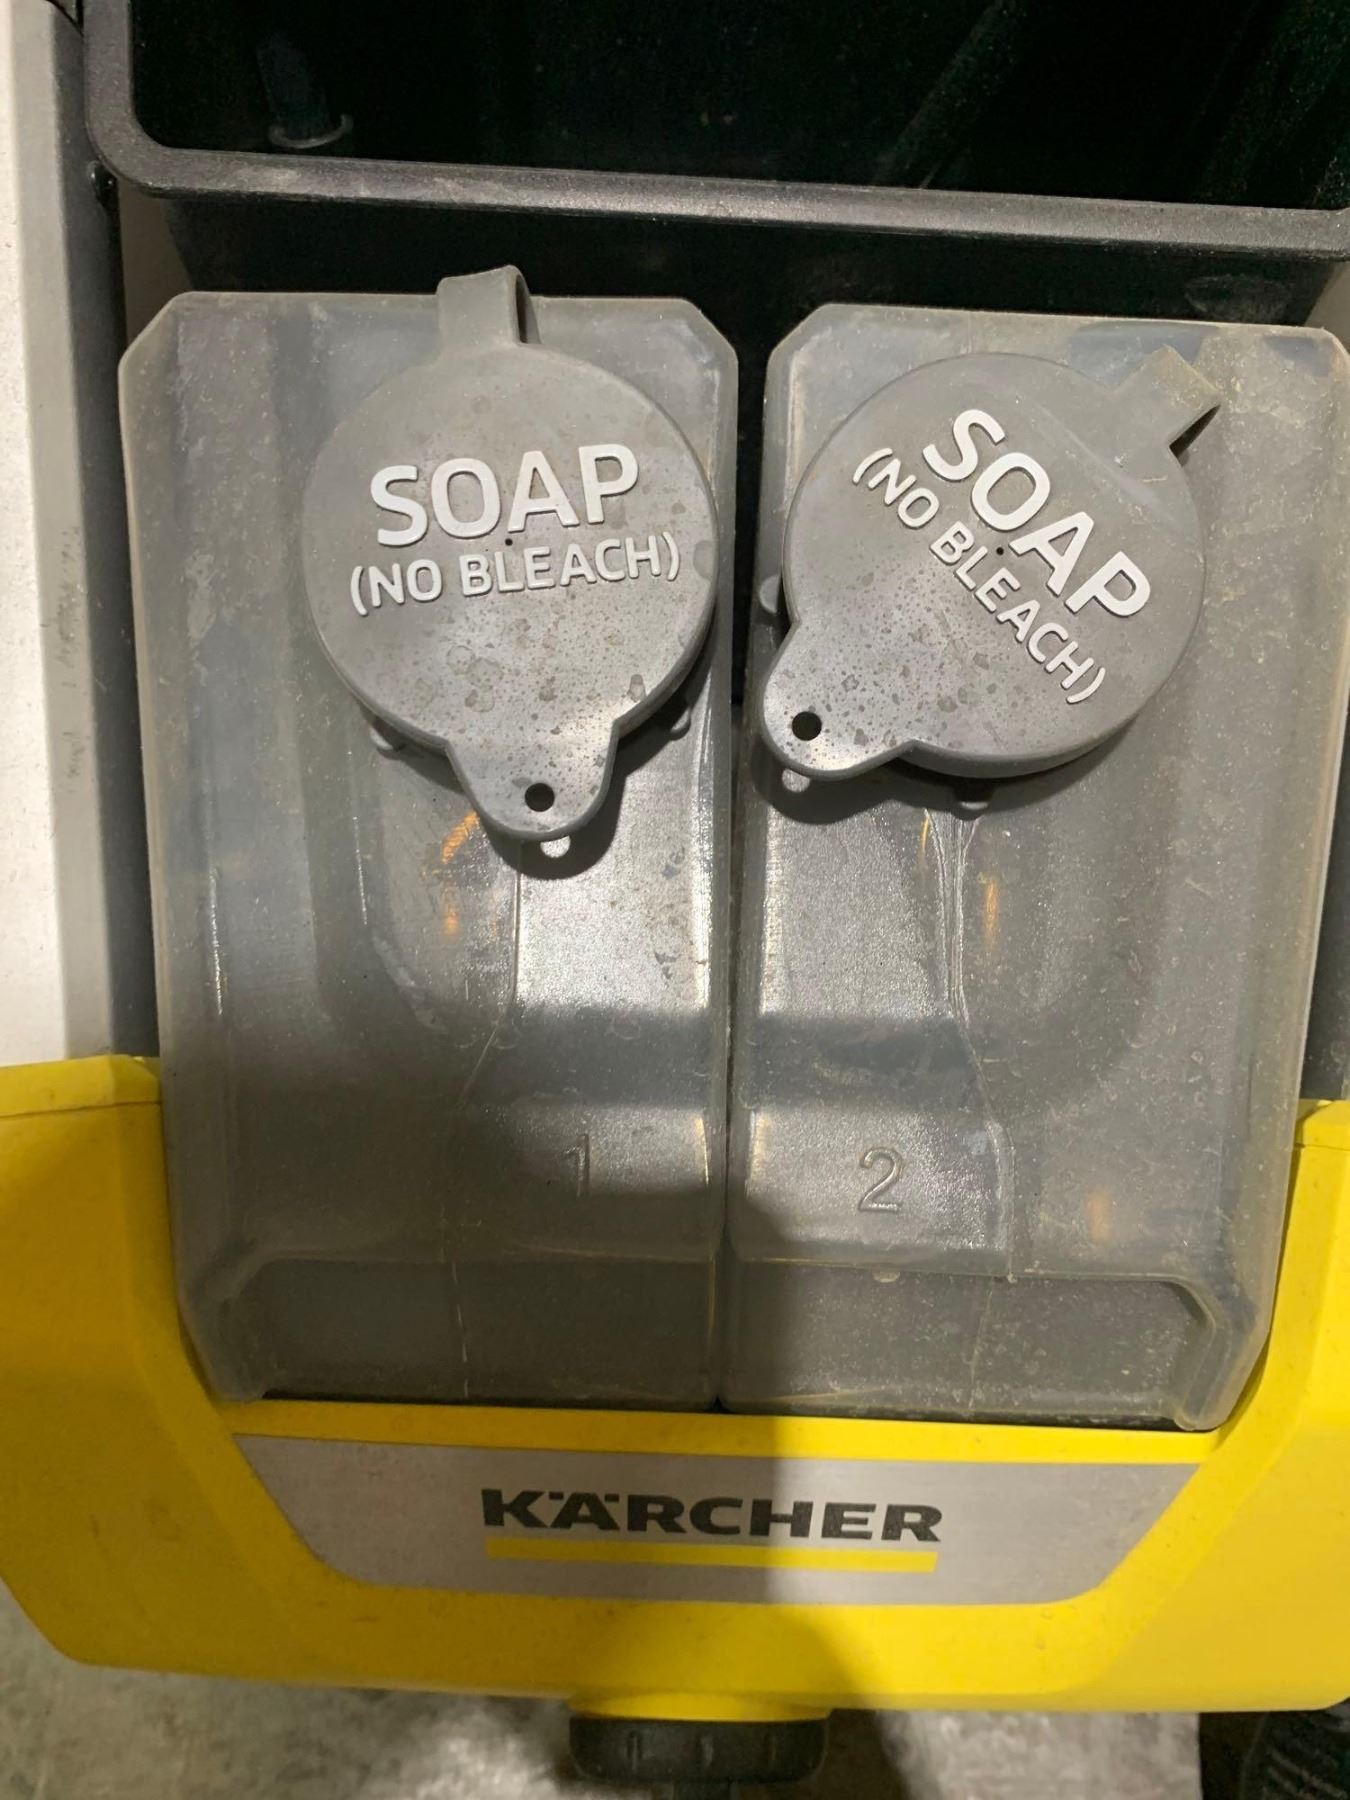 SOAP
(NO BLEACH)
SOAP
(NO BLEACH)
1
2
KÄRCHER